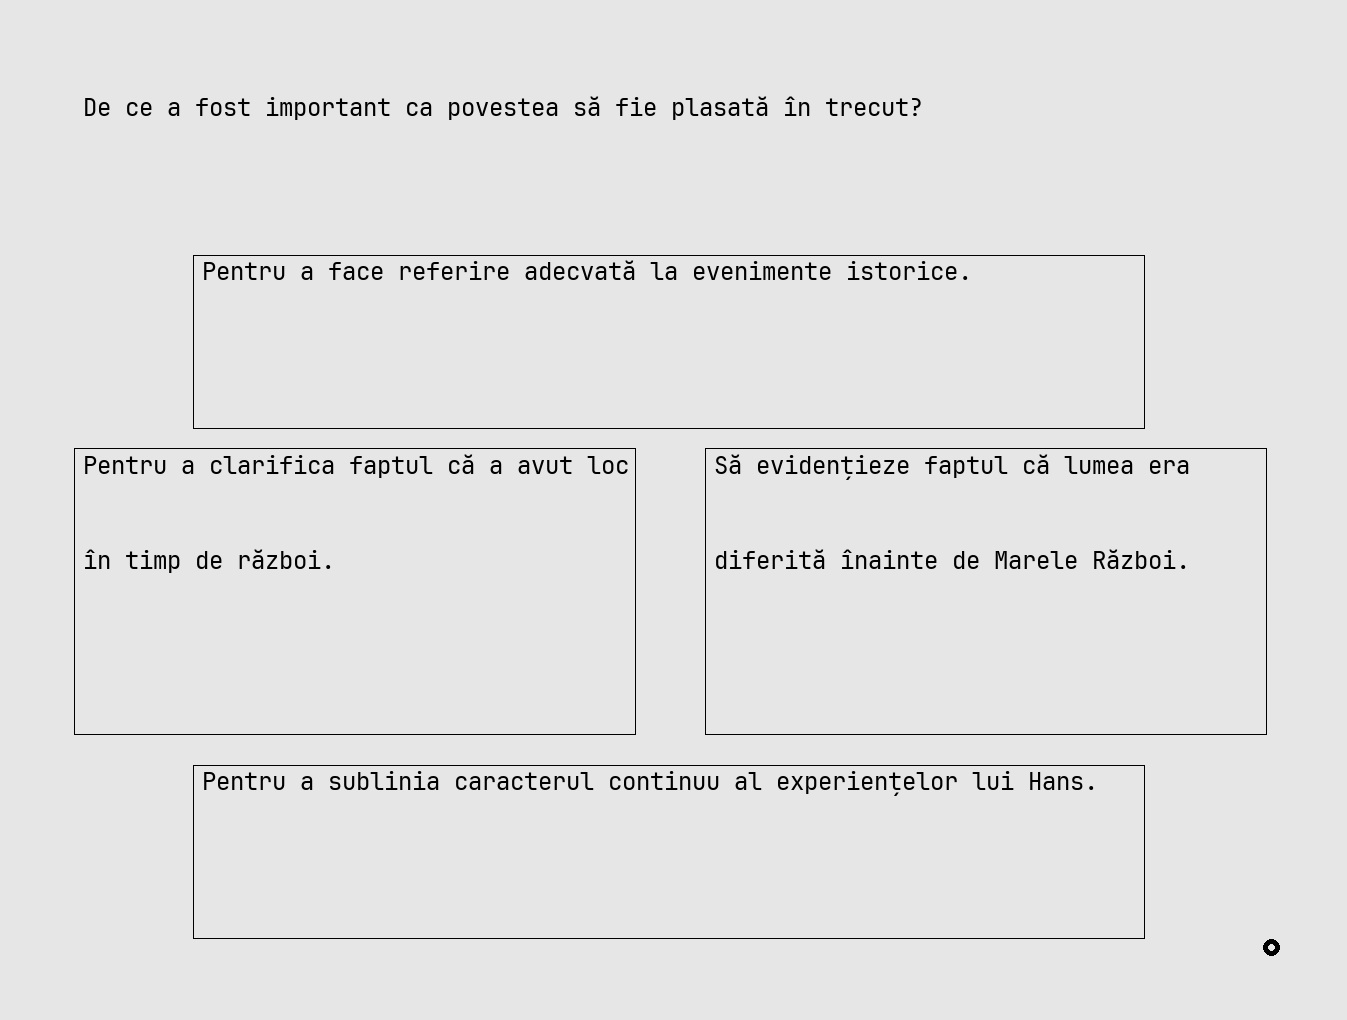 De ce a fost important ca povestea să fie plasată în trecut?
Pentru a face referire adecvată la evenimente istorice.
Pentru a clarifica faptul că a avut loc
în timp de război.
Să evidențieze faptul că lumea era
diferită înainte de Marele Război.
Pentru a sublinia caracterul continuu al experiențelor lui Hans.